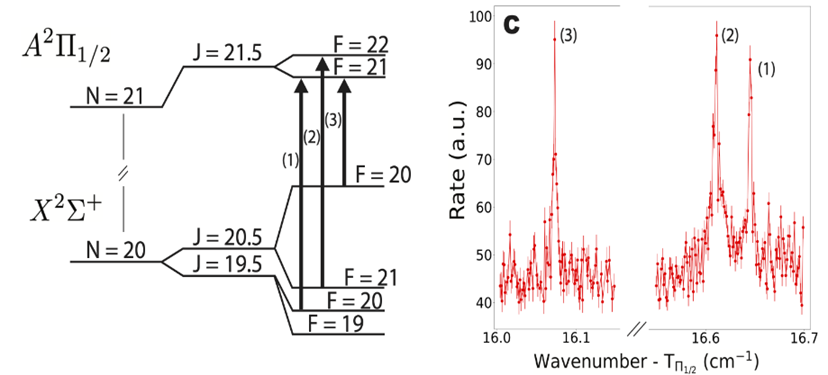 A²Π₁/₂
N = 21
J = 21.5
F = 22
F = 21
(1)
(2)
(3)
F = 20
X²Σ⁺
N = 20
J = 20.5
J = 19.5
F = 21
F = 20
F = 19
C
Rate (a.u.)
100
90
80
70
60
50
40
(3)
(2)
(1)
16.0
16.1
16.6
16.7
Wavenumber - T_Π₁/₂ (cm⁻¹)